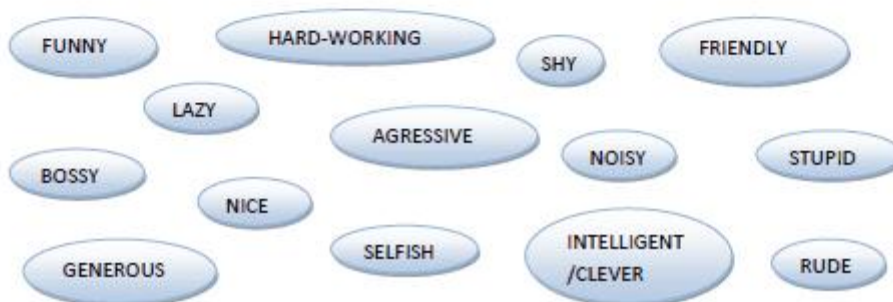 FUNNY
HARD-WORKING
SHY
FRIENDLY
LAZY
AGRESSIVE
NOISY
STUPID
BOSSY
NICE
GENEROUS
SELFISH
INTELLIGENT
/CLEVER
RUDE